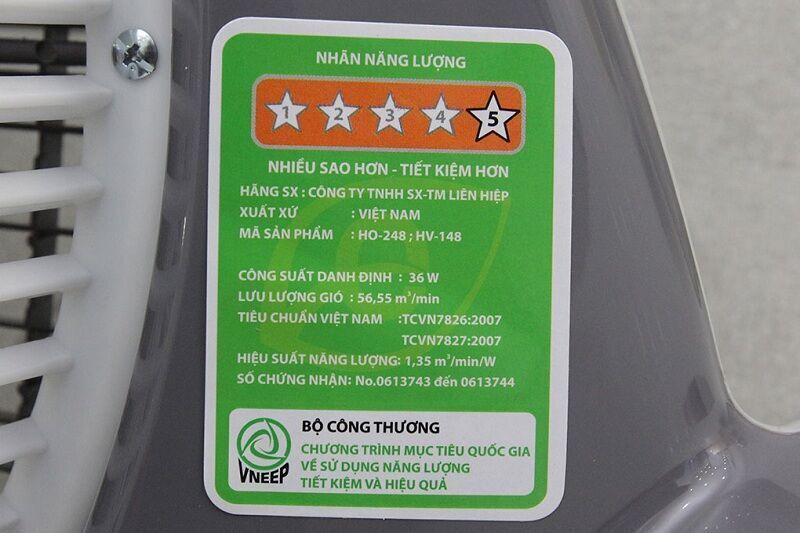 NHÃN NĂNG LƯỢNG
1 2 3 4 5
NHIỀU SAO HƠN - TIẾT KIỆM HƠN
HÃNG SX : CÔNG TY TNHH SX-TM LIÊN HIỆP
XUẤT XỨ : VIỆT NAM
MÃ SẢN PHẨM : HO-248 ; HV-148
CÔNG SUẤT DANH ĐỊNH : 36 W
LƯU LƯỢNG GIÓ : 56,55 m³/min
TIÊU CHUẨN VIỆT NAM :TCVN7826:2007
TCVN7827:2007
HIỆU SUẤT NĂNG LƯỢNG: 1,35 m³/min/W
SỐ CHỨNG NHẬN: No.0613743 đến 0613744
BỘ CÔNG THƯƠNG
CHƯƠNG TRÌNH MỤC TIÊU QUỐC GIA
VỀ SỬ DỤNG NĂNG LƯỢNG
TIẾT KIỆM VÀ HIỆU QUẢ
VNEEP